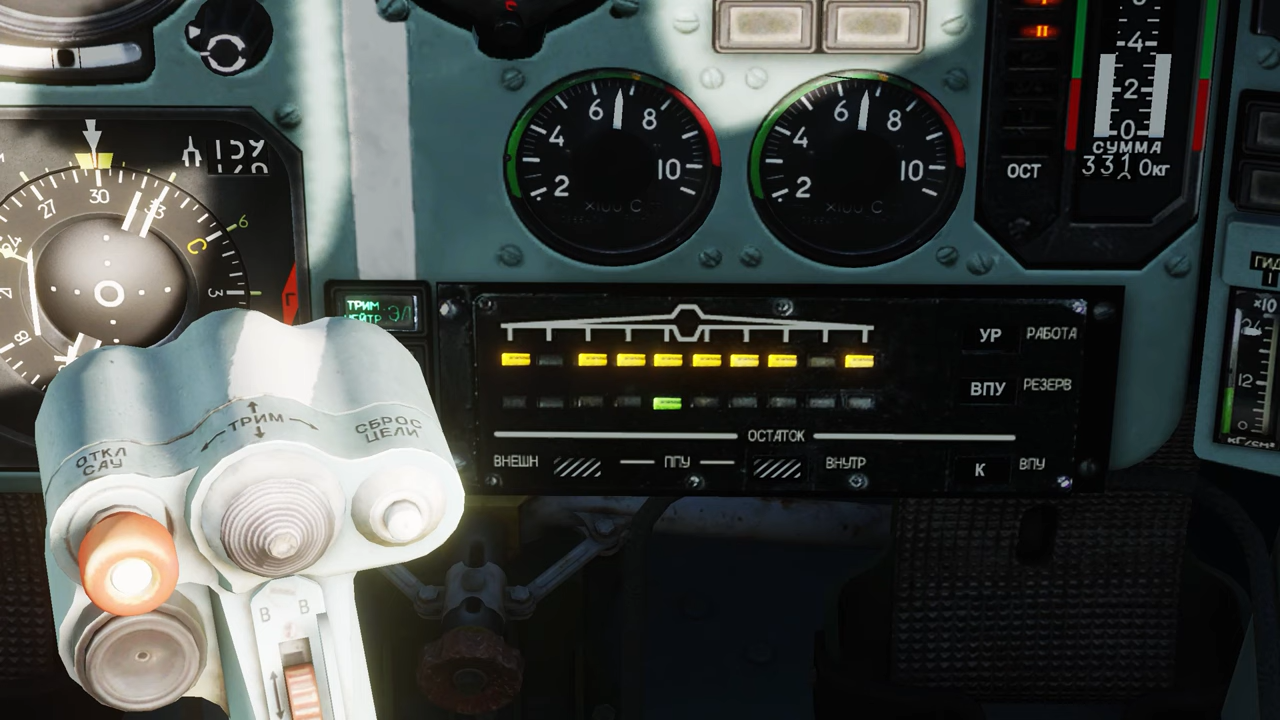 II
4
2
0
СУММА
3310кг
ОСТ
6
8
4
10
2
×100 C
6
8
4
10
2
×100 C
27
30
33
24
3
6
С
ТРИМ
НЕЙТР
ЭЛ
УР
РАБОТА
ВПУ
РЕЗЕРВ
ОСТАТОК
ВНЕШН
ППУ
ВНУТР
К
ВПУ
×10
12
0
ТРИМ
ОТКЛ
САУ
СБРОС
ЦЕЛИ
В В